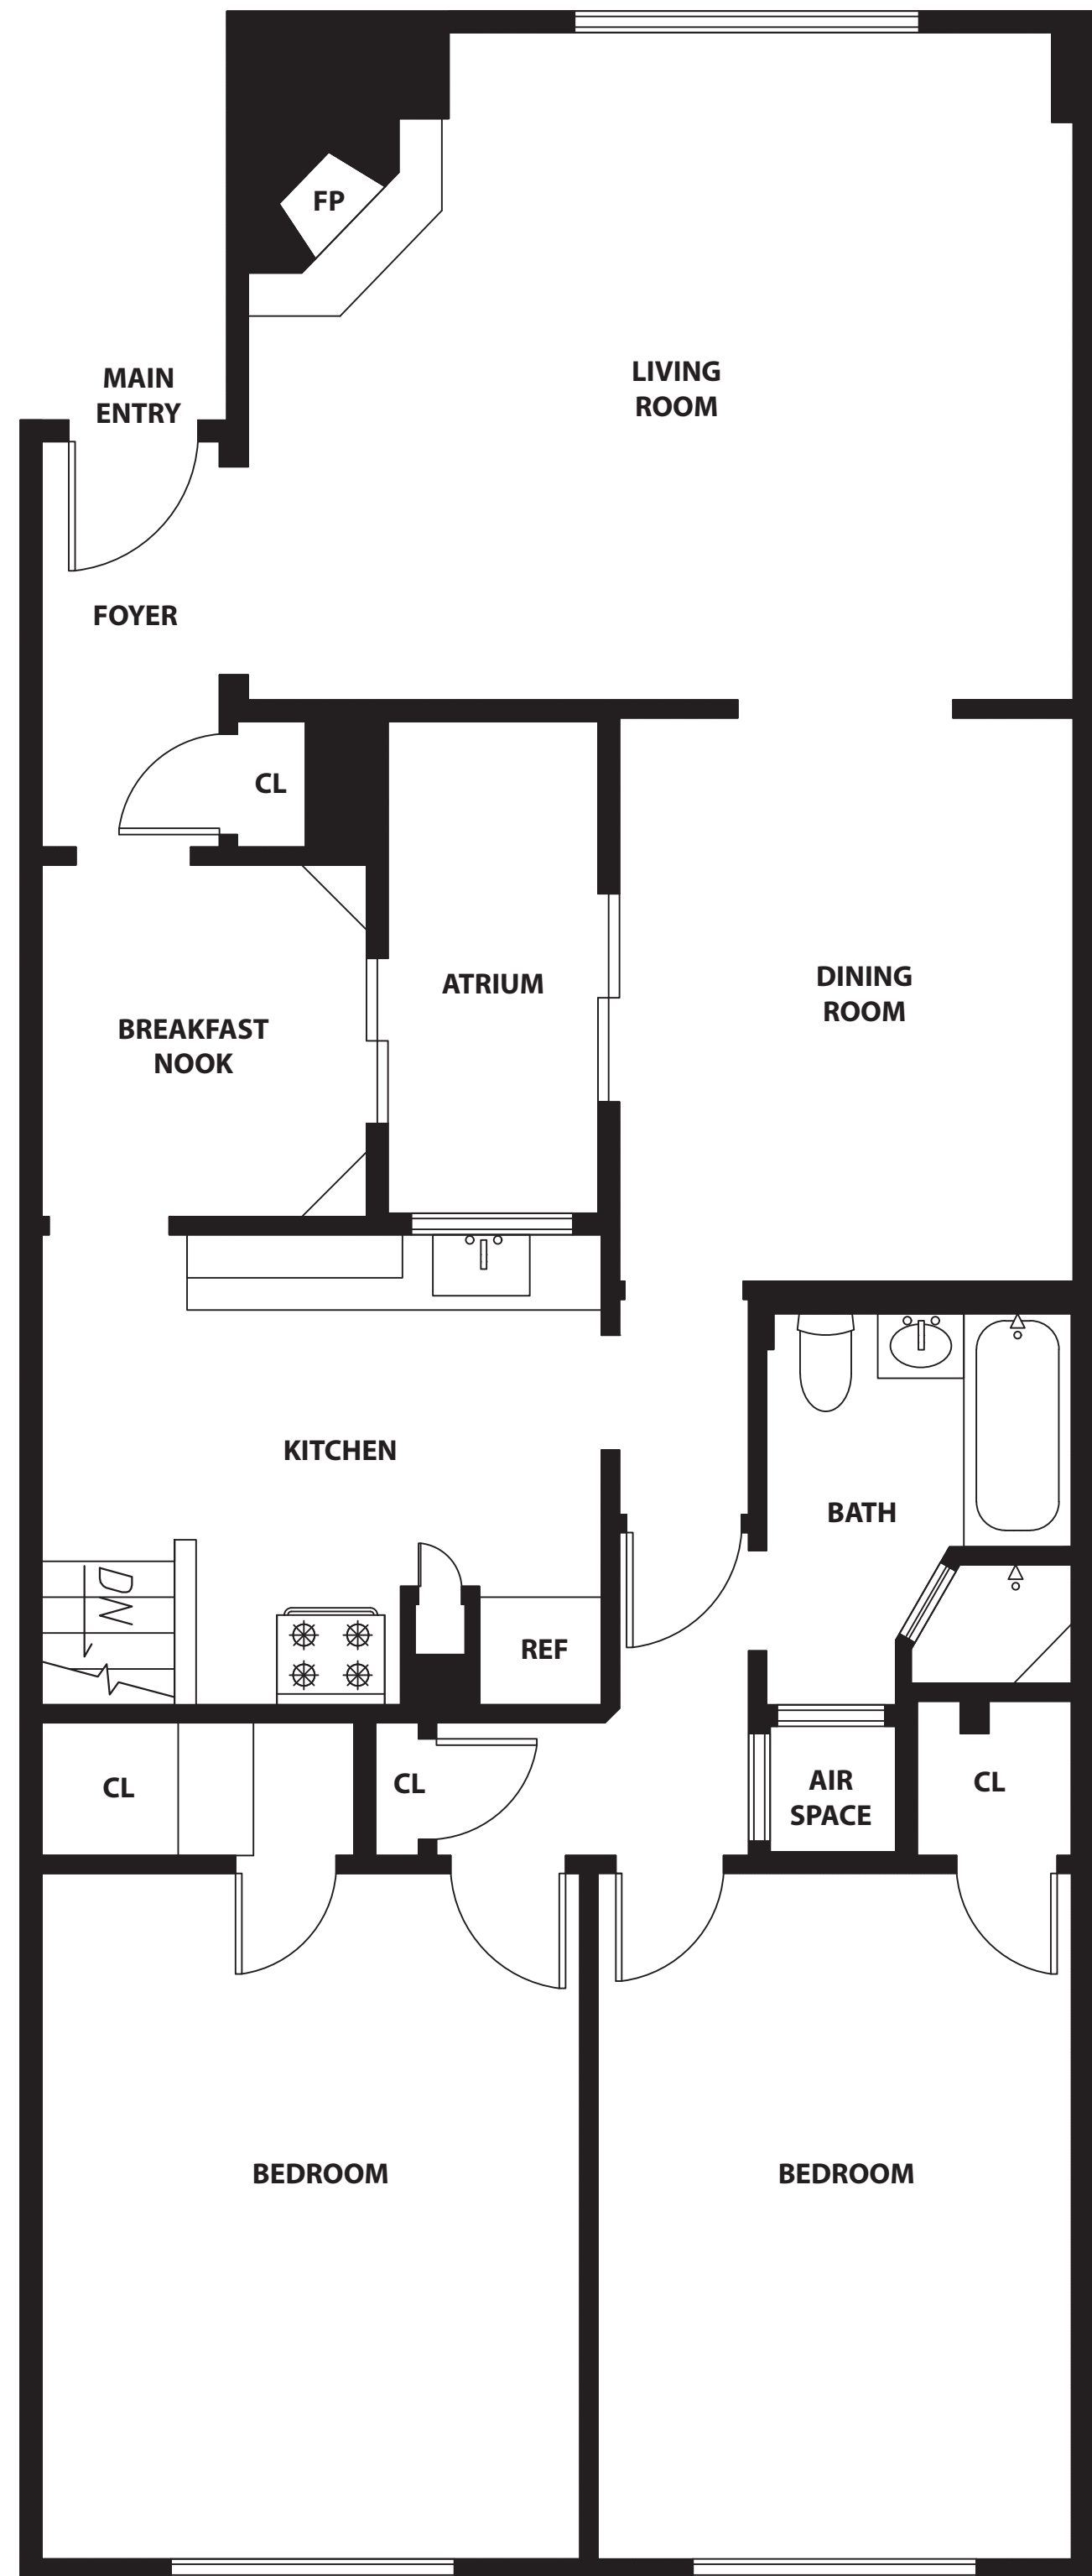 FP
MAIN
ENTRY
LIVING
ROOM
FOYER
CL
ATRIUM
DINING
ROOM
BREAKFAST
NOOK
KITCHEN
BATH
DN
REF
CL
CL
AIR
SPACE
CL
BEDROOM
BEDROOM